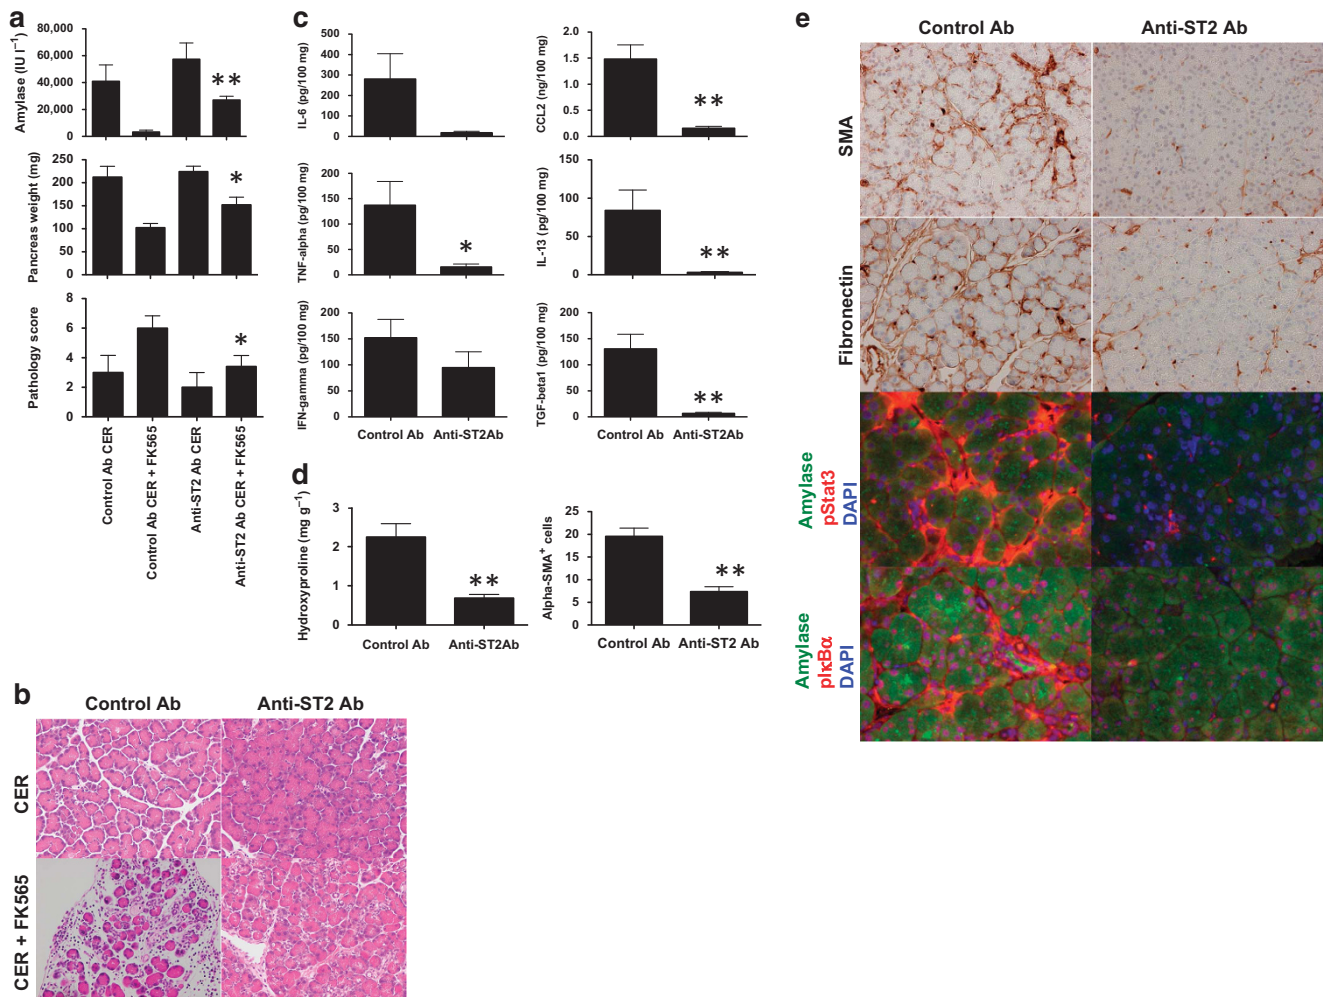 a
Amylase (IU l⁻¹)
80,000
60,000
40,000
20,000
0
**
Pancreas weight (mg)
250
200
150
100
50
0
*
Pathology score
8
6
4
2
0
*
Control Ab CER
Control Ab CER + FK565
Anti-ST2 Ab CER
Anti-ST2 Ab CER + FK565
c
IL-6 (pg/100 mg)
500
400
300
200
100
0
CCL2 (ng/100 mg)
2.0
1.5
1.0
0.5
0.0
**
TNF-alpha (pg/100 mg)
200
150
100
50
0
*
IL-13 (pg/100 mg)
150
100
50
0
**
IFN-gamma (pg/100 mg)
200
150
100
50
0
Control Ab Anti-ST2Ab
TGF-beta1 (pg/100 mg)
200
150
100
50
0
**
Control Ab Anti-ST2Ab
d
Hydroxyproline (mg g⁻¹)
3
2
1
0
**
Control Ab Anti-ST2Ab
Alpha-SMA⁺ cells
25
20
15
10
5
0
**
Control Ab Anti-ST2 Ab
b
Control Ab Anti-ST2 Ab
CER
CER + FK565
e
Control Ab Anti-ST2 Ab
SMA
Fibronectin
Amylase
pStat3
DAPI
Amylase
pIκBα
DAPI